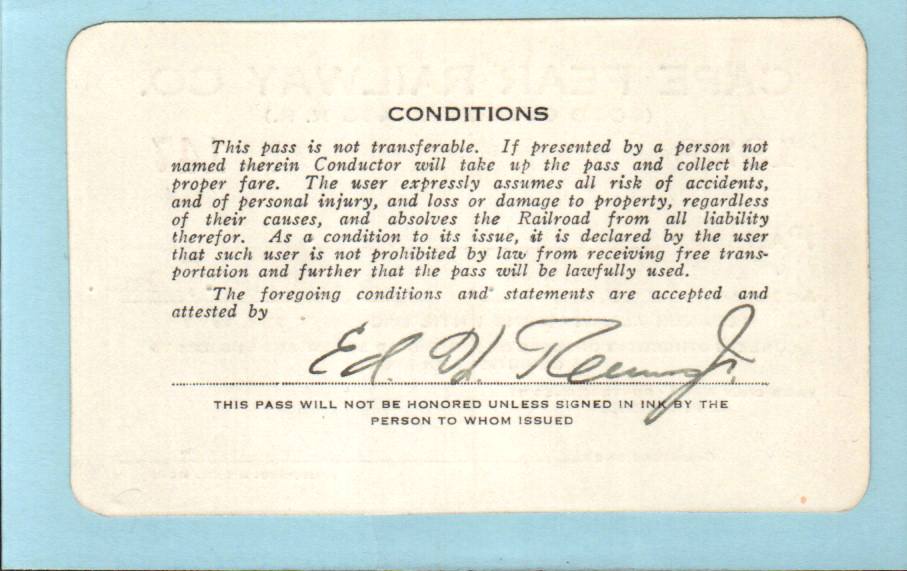 CONDITIONS
This pass is not transferable. If presented by a person not
named therein Conductor will take up the pass and collect the
proper fare. The user expressly assumes all risk of accidents,
and of personal injury, and loss or damage to property, regardless
of their causes, and absolves the Railroad from all liability
therefor. As a condition to its issue, it is declared by the user
that such user is not prohibited by law from receiving free trans-
portation and further that the pass will be lawfully used.
The foregoing conditions and statements are accepted and
attested by
Ed. Jr.
THIS PASS WILL NOT BE HONORED UNLESS SIGNED IN INK BY THE
PERSON TO WHOM ISSUED